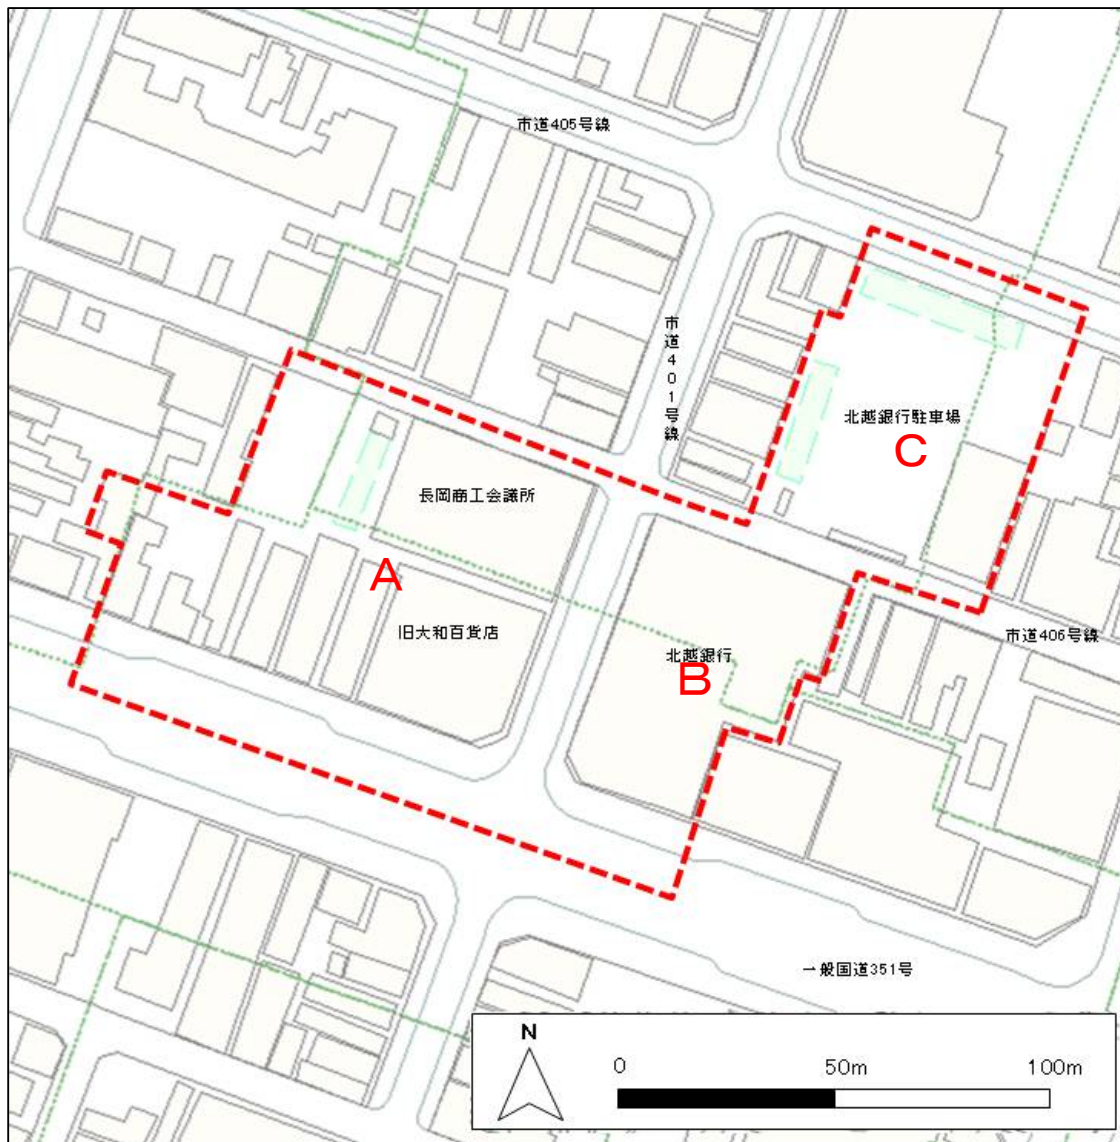 市道405号線
市道401号線
北越銀行駐車場
C
長岡商工会議所
A
旧大和百貨店
市道406号線
北越銀行
B
一般国道351号
N
0 50m 100m